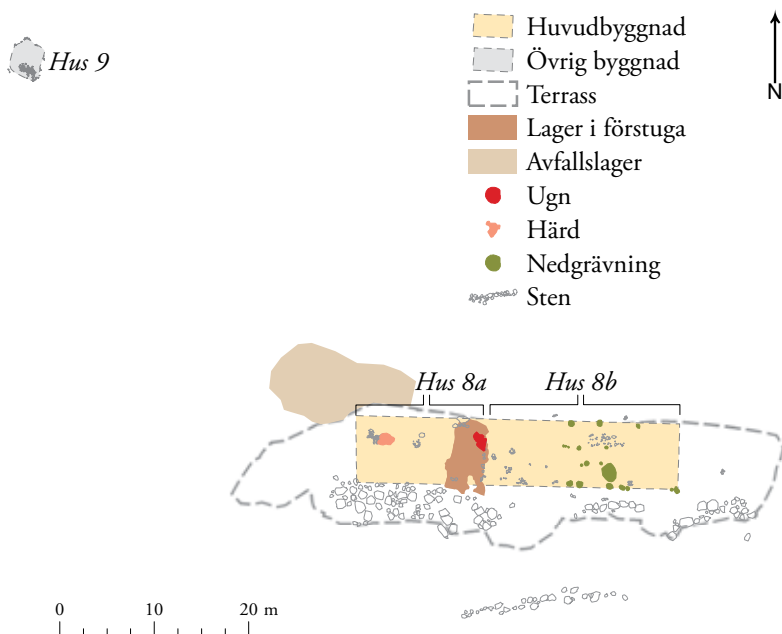 Huvudbyggnad
Hus 9
Övrig byggnad
Terrass
N
Lager i förstuga
Avfallslager
Ugn
Härd
Nedgrävning
Sten
Hus 8a
Hus 8b
0 10 20 m